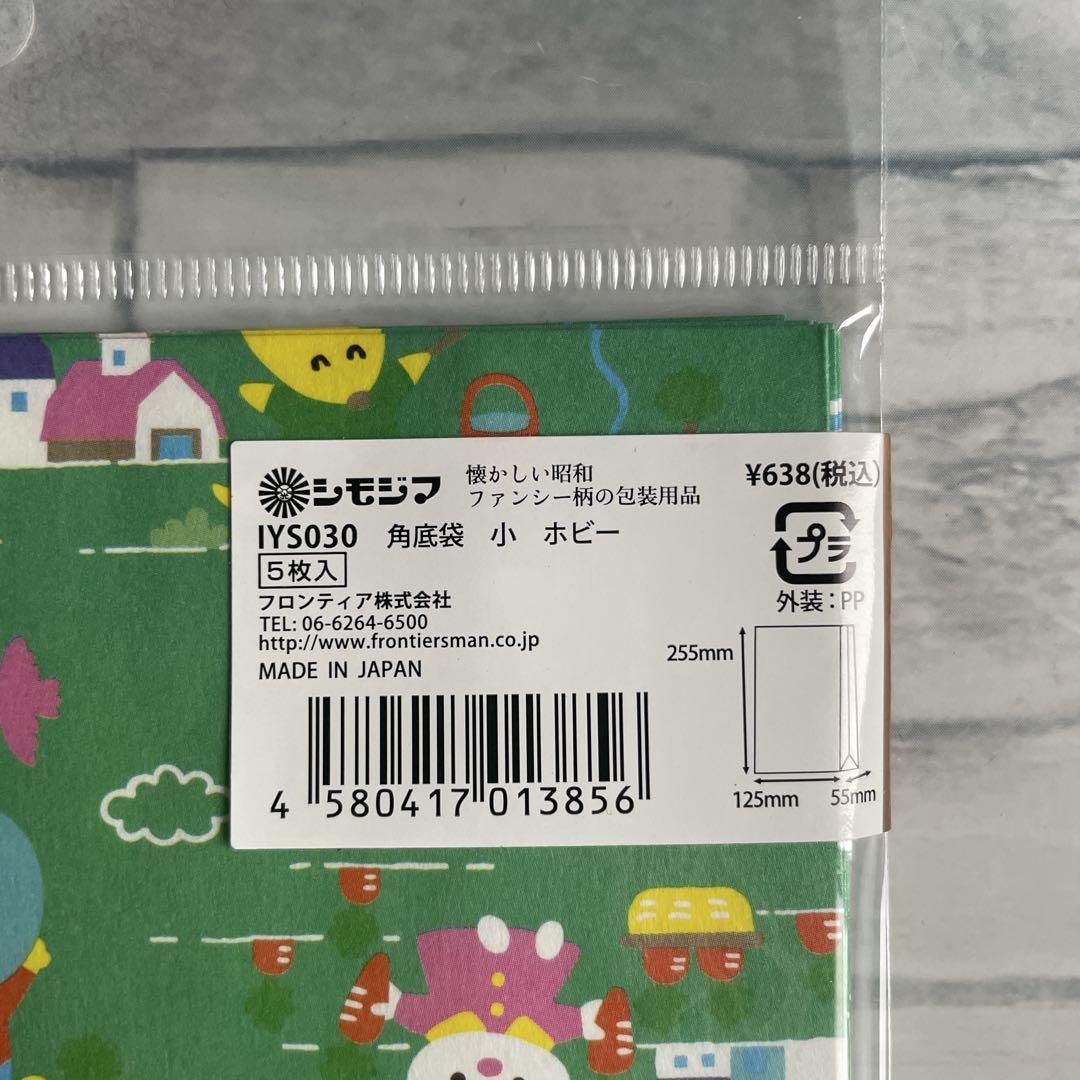 シモジマ
懐かしい昭和
ファンシー柄の包装用品
¥638(税込)
IYS030 角底袋 小 ホビー
5枚入
フロンティア株式会社
TEL: 06-6264-6500
http://www.frontiersman.co.jp
MADE IN JAPAN
プラ
外装：PP
255mm
125mm 55mm
4 580417 013856